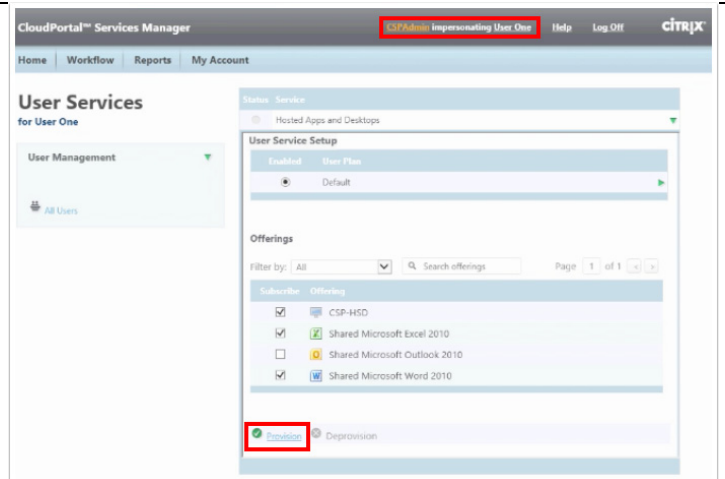 CloudPortal™ Services Manager
CSPAdmin impersonating User One Help Log Off CITRIX
Home Workflow Reports My Account
User Services
for User One
User Management
All Users
Status Service
Hosted Apps and Desktops
User Service Setup
Enabled User Plan
Default
Offerings
Filter by: All Search offerings Page 1 of 1
Subscribe Offering
CSP-HSD
Shared Microsoft Excel 2010
Shared Microsoft Outlook 2010
Shared Microsoft Word 2010
Provision Deprovision